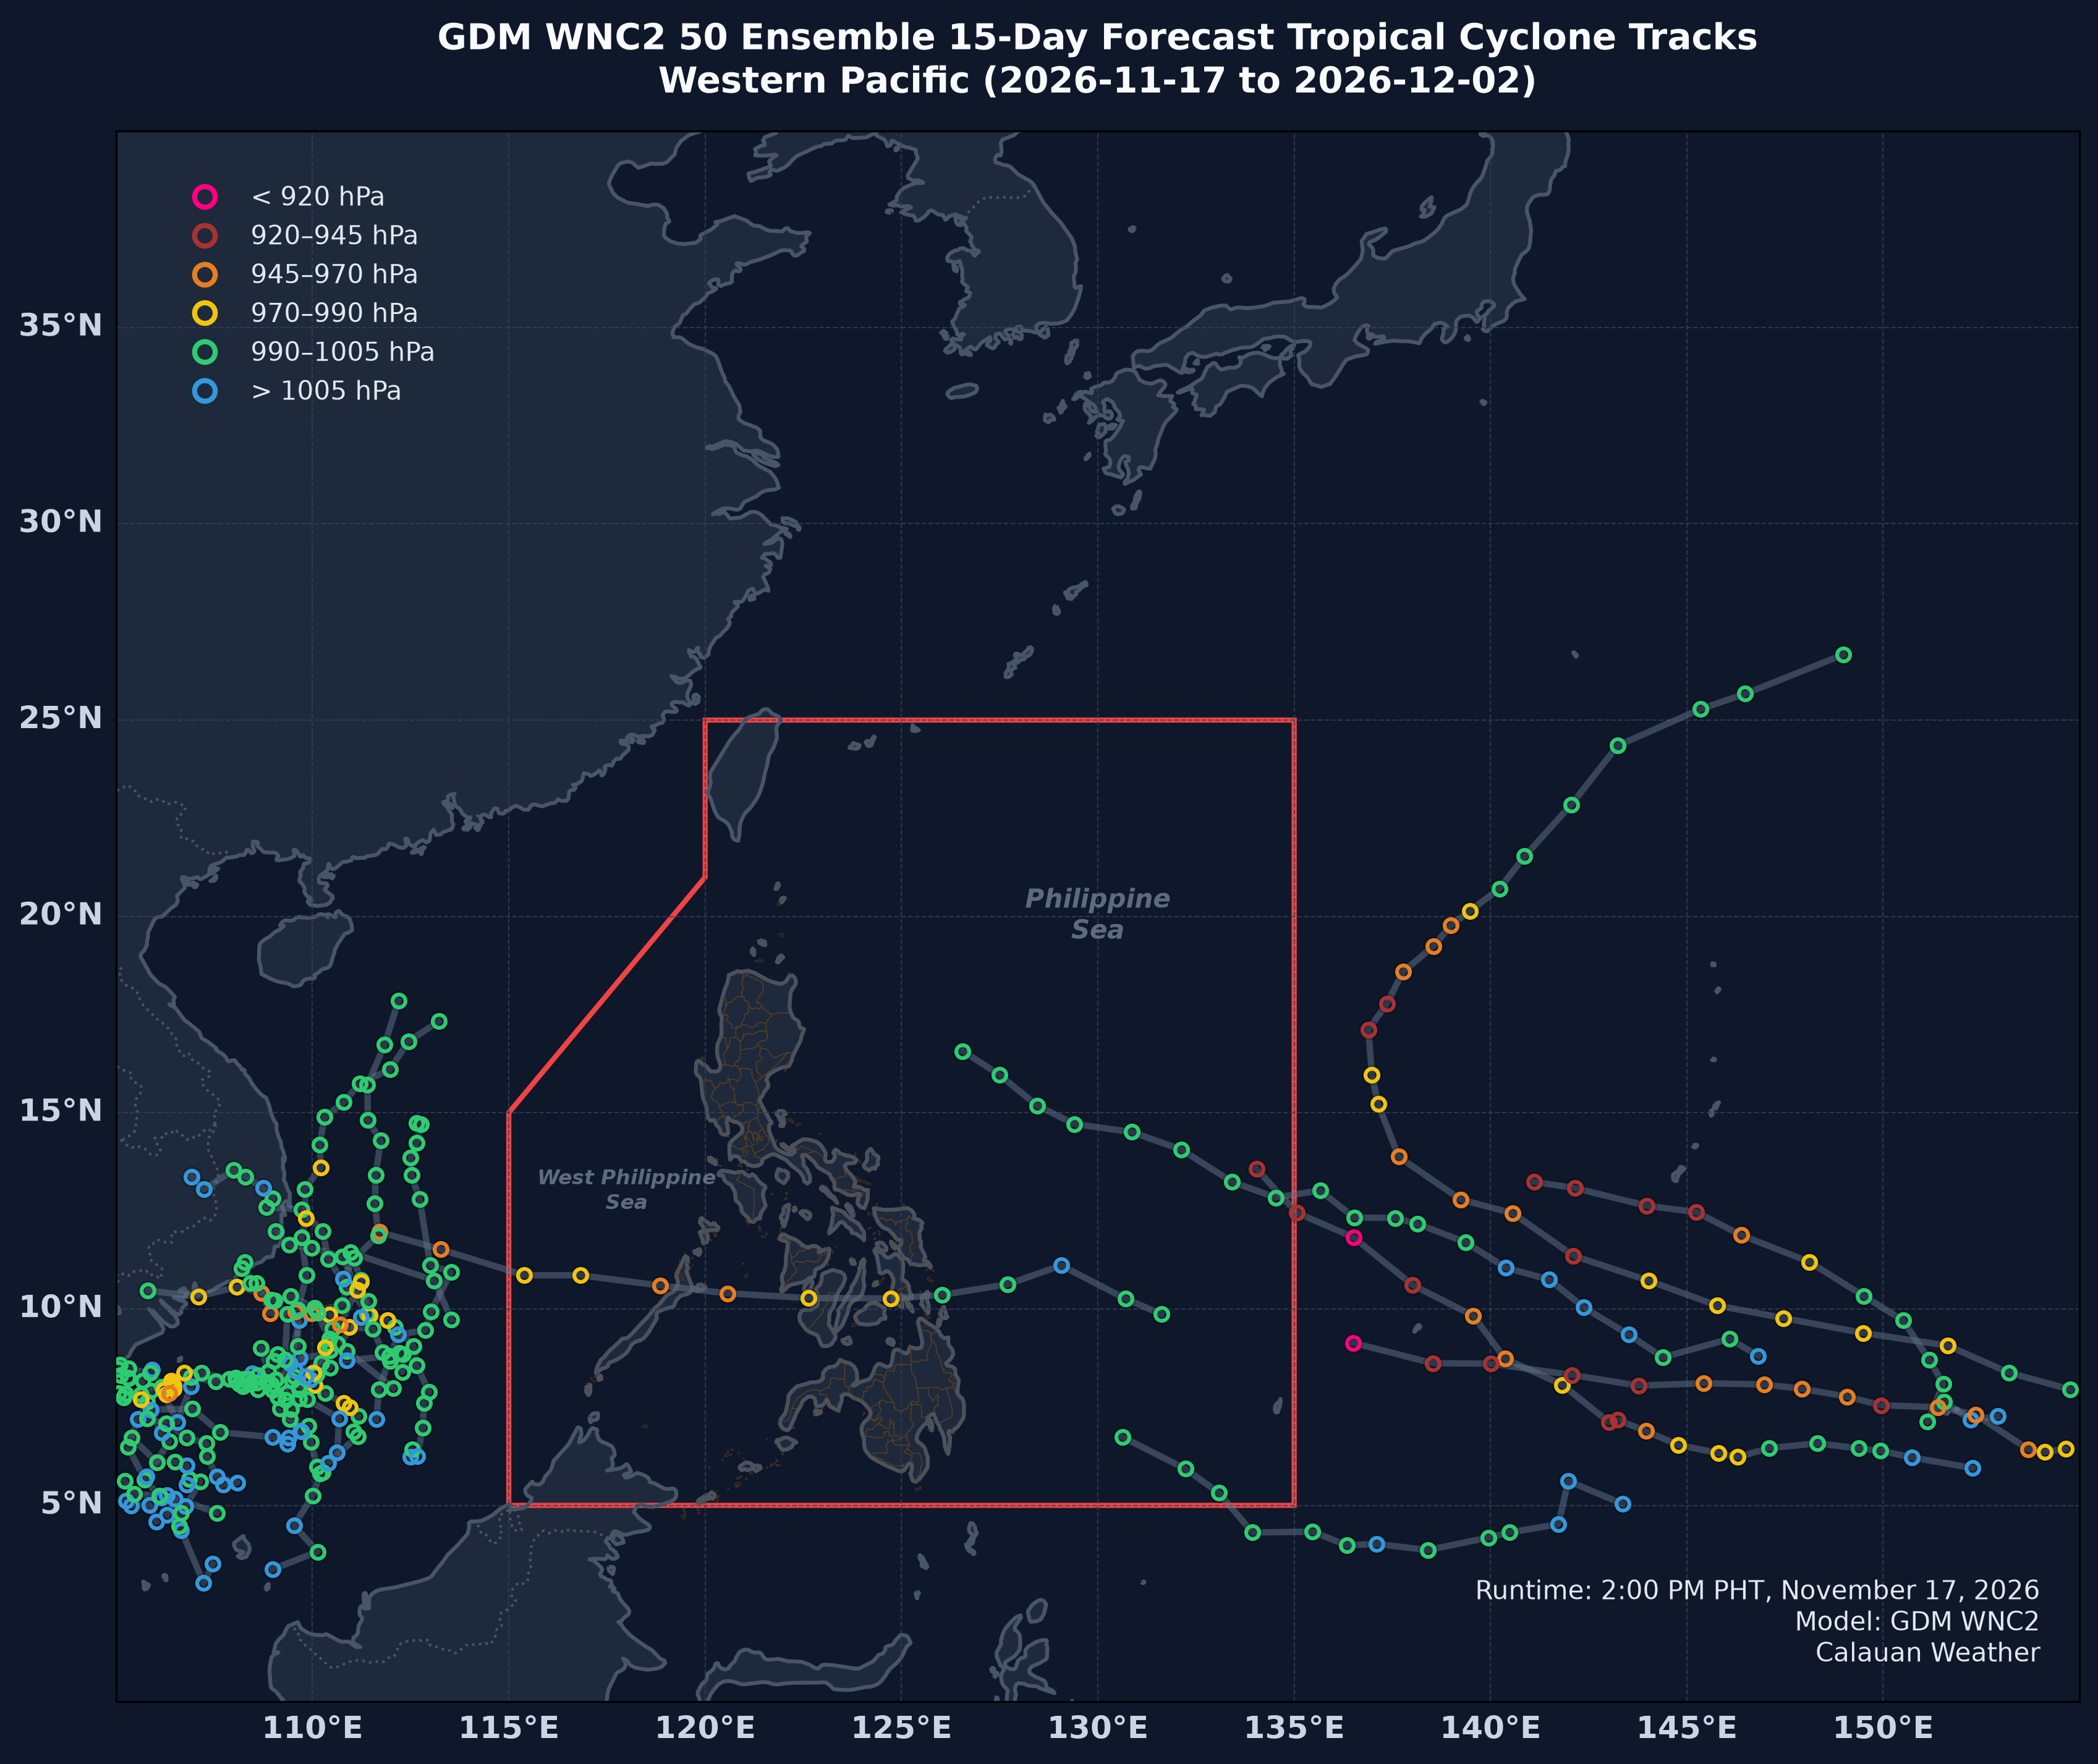 GDM WNC2 50 Ensemble 15-Day Forecast Tropical Cyclone Tracks
Western Pacific (2026-11-17 to 2026-12-02)
< 920 hPa
920–945 hPa
945–970 hPa
970–990 hPa
990–1005 hPa
> 1005 hPa
35°N
30°N
25°N
20°N
15°N
10°N
5°N
Philippine
Sea
West Philippine
Sea
Runtime: 2:00 PM PHT, November 17, 2026
Model: GDM WNC2
Calauan Weather
110°E 115°E 120°E 125°E 130°E 135°E 140°E 145°E 150°E